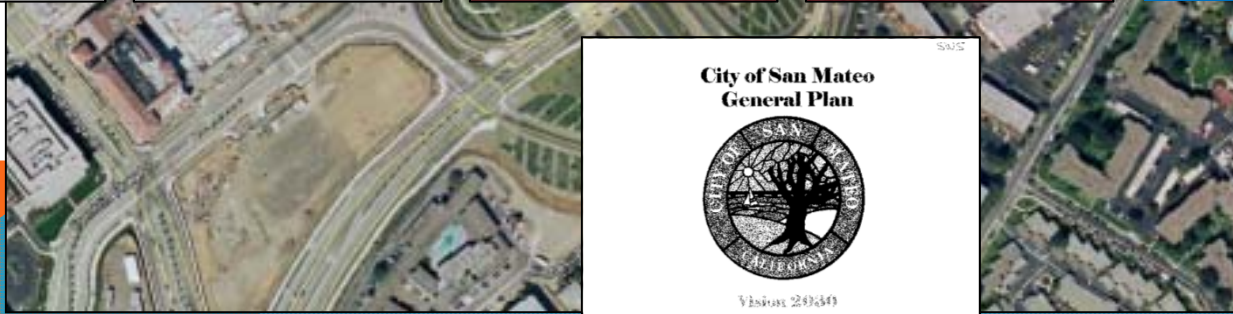 City of San Mateo
General Plan
CITY OF SAN MATEO
CALIFORNIA
Vision 2030